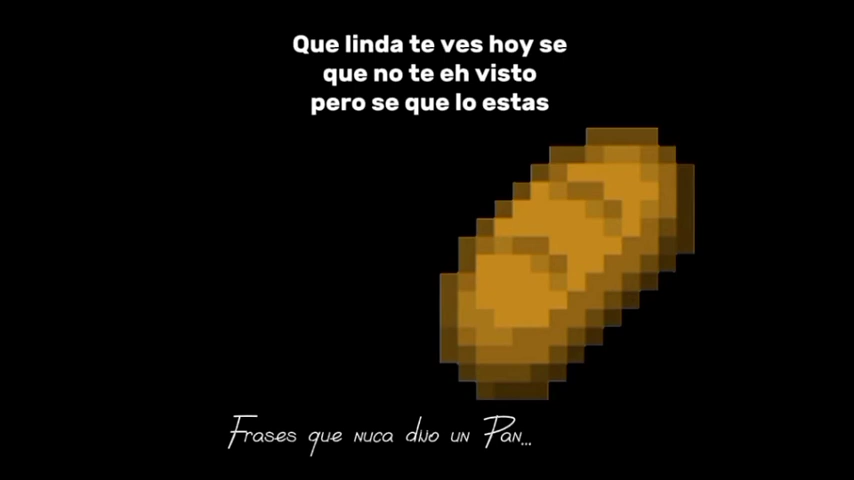 Que linda te ves hoy se
que no te eh visto
pero se que lo estas
Frases que nuca dijo un Pan...